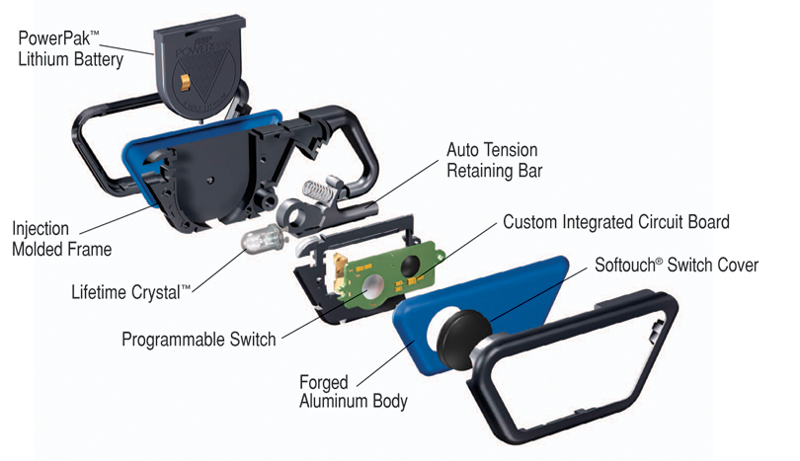 PowerPak™
Lithium Battery
Auto Tension
Retaining Bar
Injection
Molded Frame
Custom Integrated Circuit Board
Softouch® Switch Cover
Lifetime Crystal™
Programmable Switch
Forged
Aluminum Body